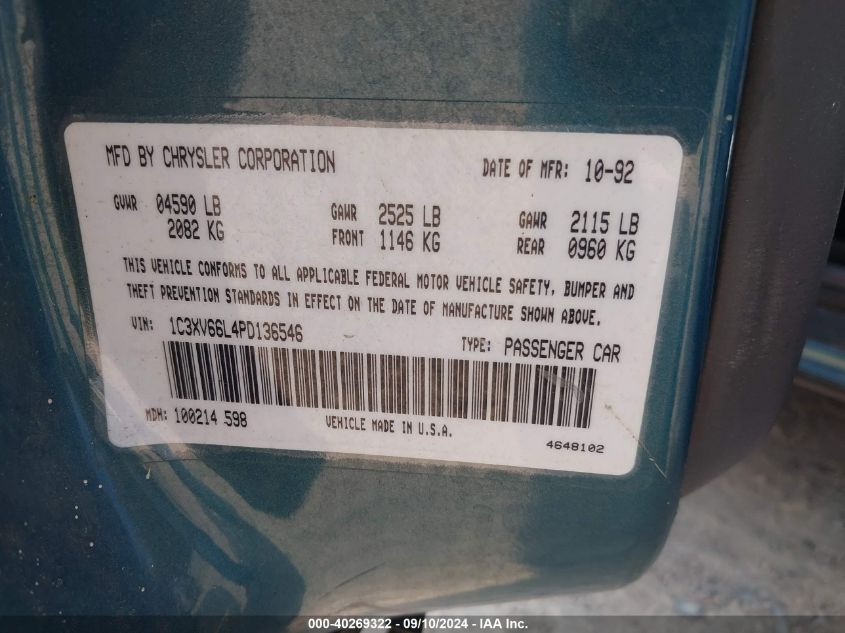 MFD BY CHRYSLER CORPORATION DATE OF MFR: 10-92
GVWR 04590 LB GAWR 2525 LB GAWR 2115 LB
2082 KG FRONT 1146 KG REAR 0960 KG
THIS VEHICLE CONFORMS TO ALL APPLICABLE FEDERAL MOTOR VEHICLE SAFETY, BUMPER AND
THEFT PREVENTION STANDARDS IN EFFECT ON THE DATE OF MANUFACTURE SHOWN ABOVE.
VIN: 1C3XV66L4PD136546 TYPE: PASSENGER CAR
MDH: 100214 598 VEHICLE MADE IN U.S.A.
4648102
000-40269322 - 09/10/2024 - IAA Inc.